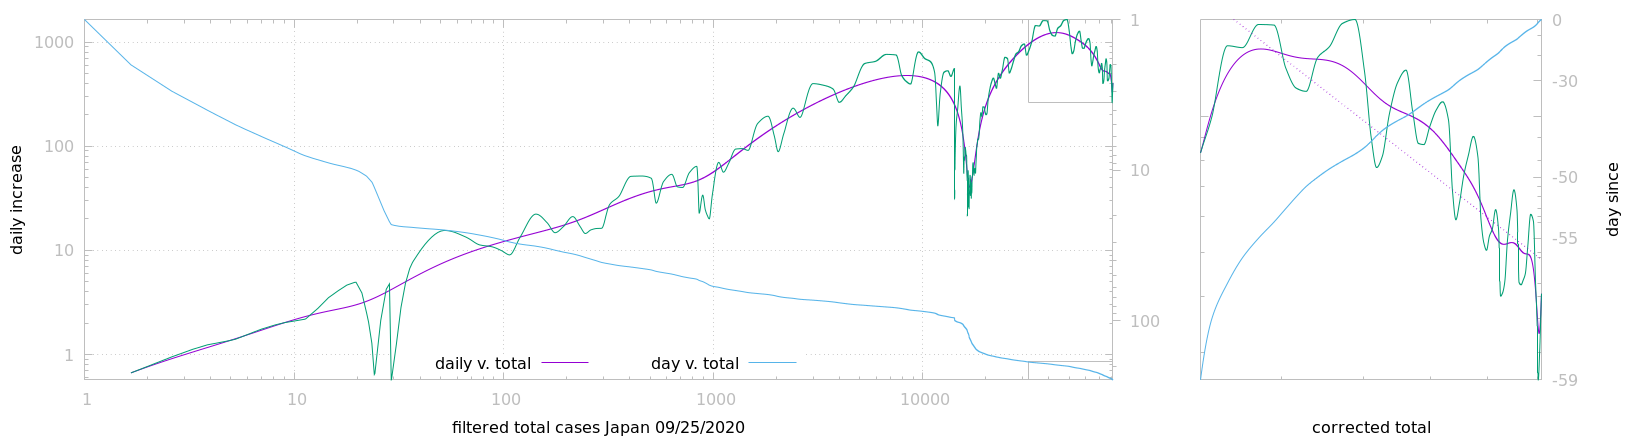 1000
100
10
1
daily increase
daily v. total
day v. total
1
10
100
1000
10000
filtered total cases Japan 09/25/2020
1
10
100
day since
0
-30
-50
-55
-59
corrected total